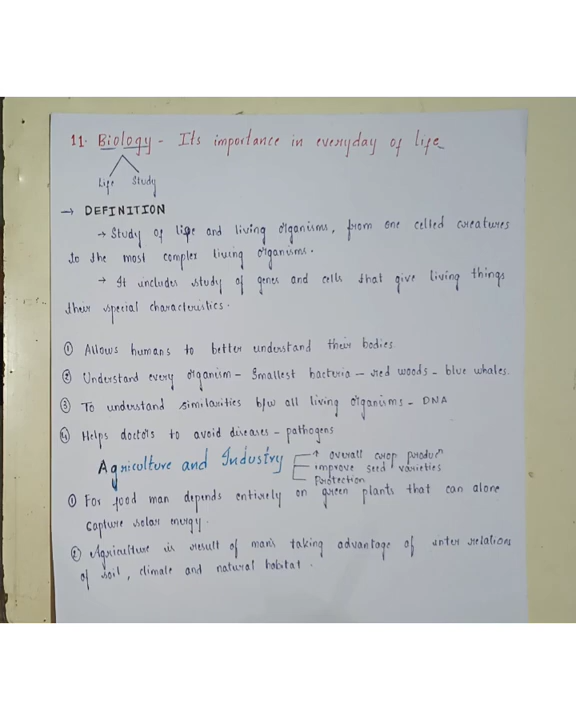 11. Biology - Its importance in everyday of life
Life Study
→ DEFINITION
→ Study of life and living organisms, from one celled creatures
to the most complex living organisms.
→ It includes study of genes and cells that give living things
their special characteristics.
① Allows humans to better understand their bodies.
② Understand every organism - Smallest bacteria - red woods - blue whales.
③ To understand similarities b/w all living organisms - DNA
④ Helps doctors to avoid diseases - pathogens
Agriculture and Industry
↑ overall crop producⁿ
improve seed varieties
Protection
① For food man depends entirely on green plants that can alone
capture solar energy.
② Agriculture is result of man's taking advantage of inter relations
of soil, climate and natural habitat.